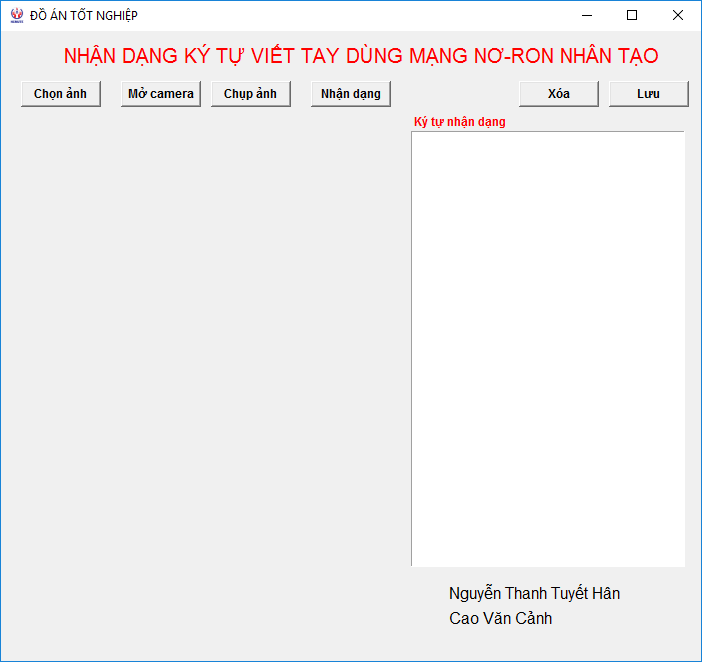 ĐỒ ÁN TỐT NGHIỆP
NHẬN DẠNG KÝ TỰ VIẾT TAY DÙNG MẠNG NƠ-RON NHÂN TẠO
Chọn ảnh Mở camera Chụp ảnh Nhận dạng Xóa Lưu
Ký tự nhận dạng
Nguyễn Thanh Tuyết Hân
Cao Văn Cảnh